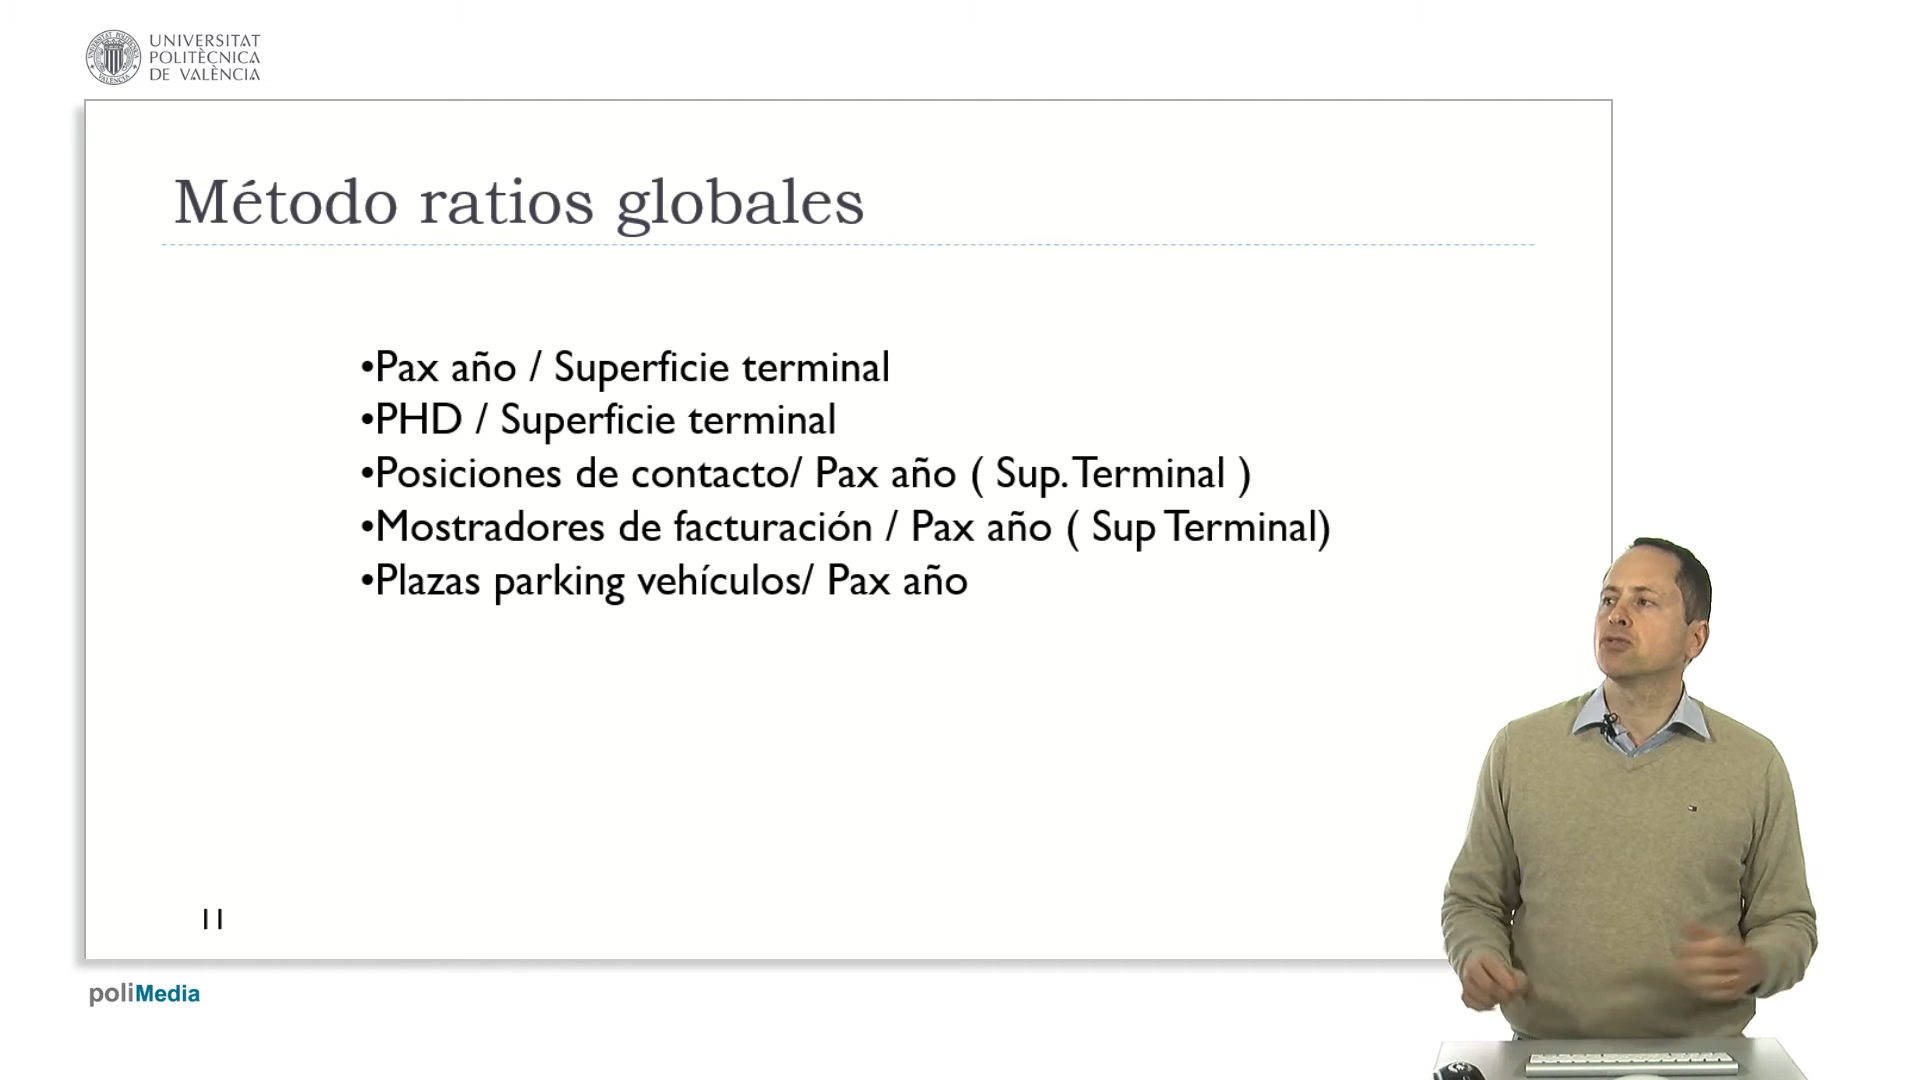 UNIVERSITAT
POLITÈCNICA
DE VALÈNCIA
Método ratios globales
•Pax año / Superficie terminal
•PHD / Superficie terminal
•Posiciones de contacto/ Pax año ( Sup. Terminal )
•Mostradores de facturación / Pax año ( Sup Terminal)
•Plazas parking vehículos/ Pax año
11
poliMedia